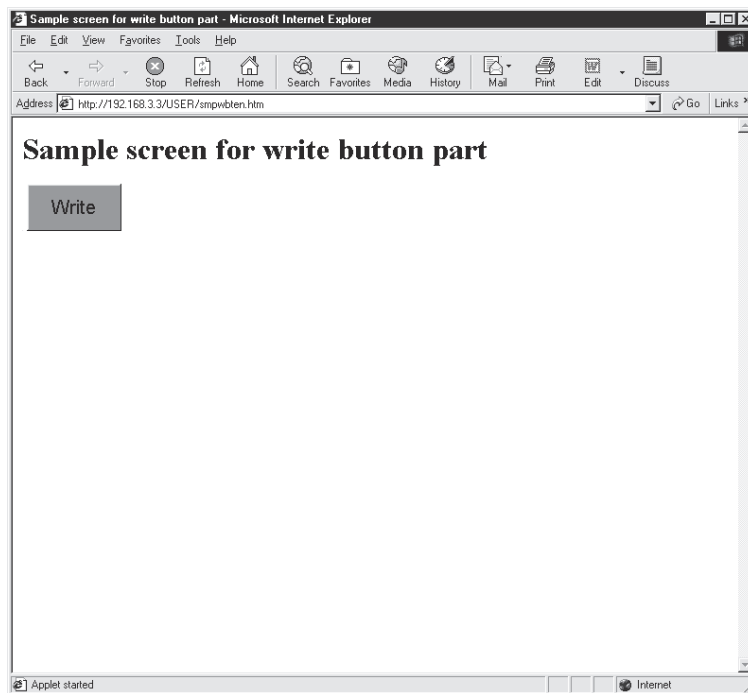 Sample screen for write button part - Microsoft Internet Explorer
File Edit View Favorites Tools Help
Back Forward Stop Refresh Home Search Favorites Media History Mail Print Edit Discuss
Address http://192.168.3.3/USER/smpwbten.htm Go Links »
Sample screen for write button part
Write
Applet started Internet